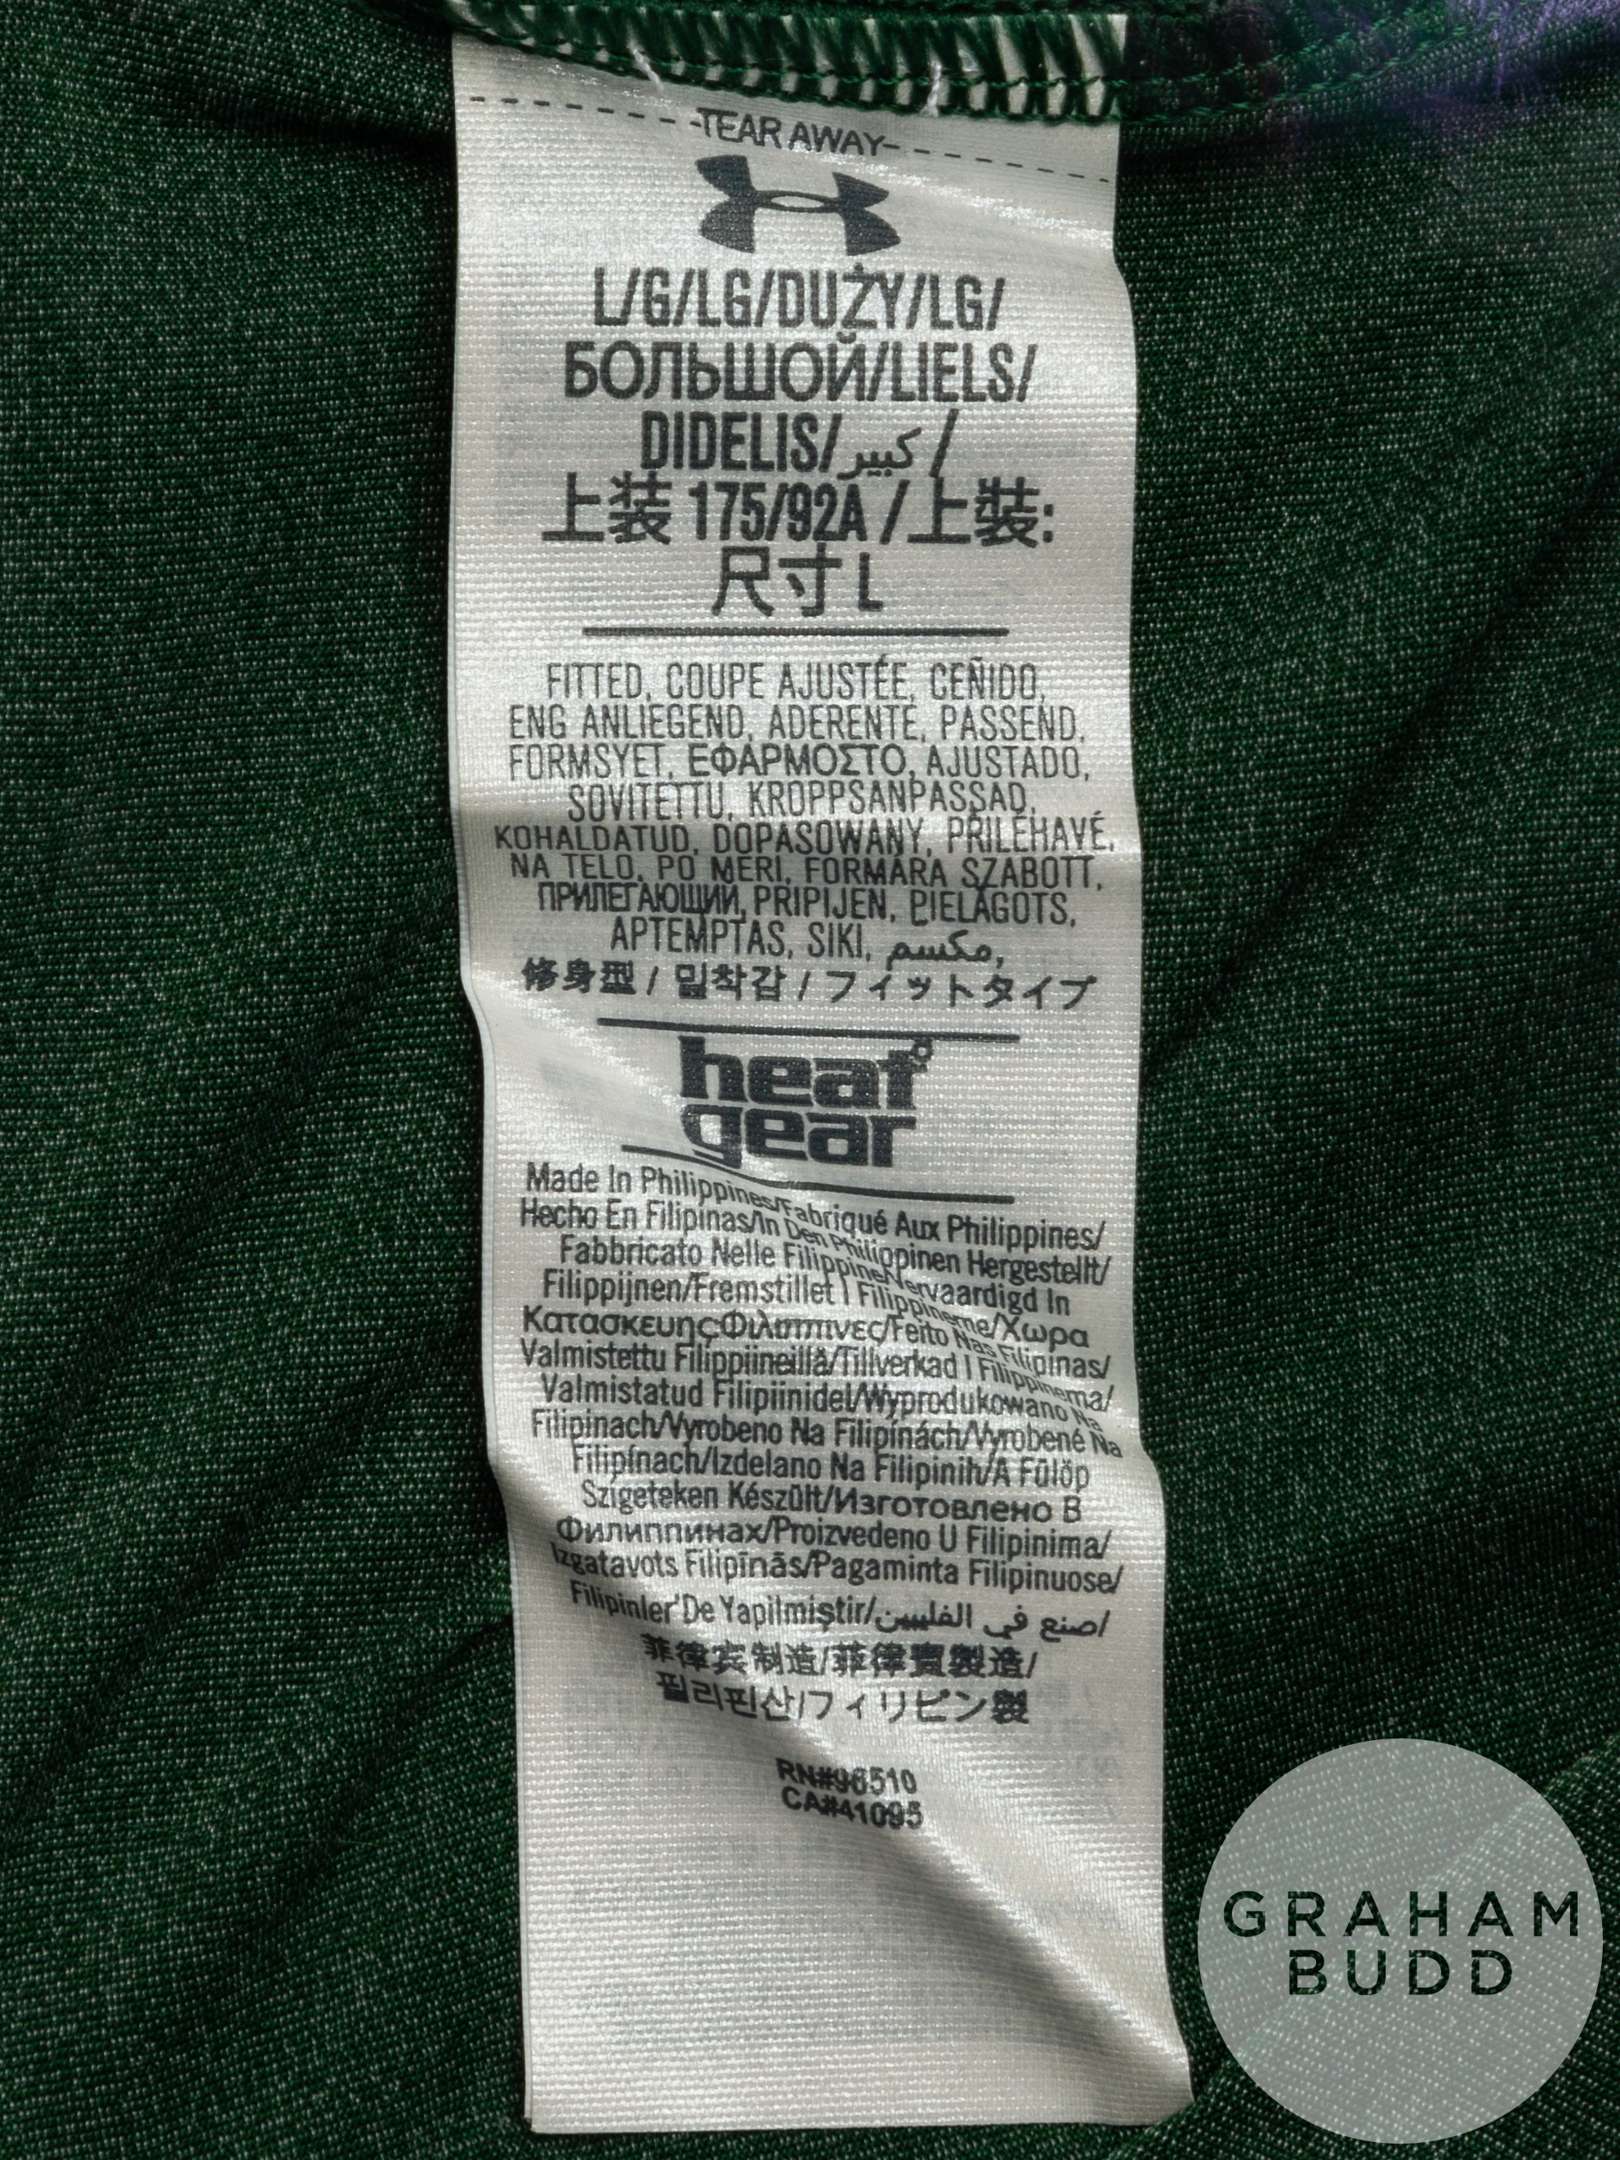 TEAR AWAY
L/G/LG/DUŻY/LG/
БОЛЬШОЙ/LIELS/
DIDELIS/كبير/
上装 175/92A / 上裝:
尺寸 L
FITTED, COUPE AJUSTÉE, CEÑIDO,
ENG ANLIEGEND, ADERENTE, PASSEND,
FORMSYET, ΕΦΑΡΜΟΣΤΟ, AJUSTADO,
SOVITETTU, KROPPSANPASSAD,
KOHALDATUD, DOPASOWANY, PŘILÉHAVÉ,
NA TELO, PO MERI, FORMÁRA SZABOTT,
ПРИЛЕГАЮЩИЙ, PRIPIJEN, PIELĀGOTS,
APTEMPTAS, SIKI, مكسم,
修身型 / 밀착감 / フィットタイプ
heat
gear
Made In Philippines/Fabriqué Aux Philippines/
Hecho En Filipinas/In Den Philippinen Hergestellt/
Fabbricato Nelle Filippine/Vervaardigd In
Filippijnen/Fremstillet I Filippinerne/Χωρα
ΚατασκευηςΦιλιππινες/Feito Nas Filipinas/
Valmistettu Filippiineillä/Tillverkad I Filippinerna/
Valmistatud Filipiinidel/Wyprodukowano Na
Filipinach/Vyrobeno Na Filipínách/Vyrobené Na
Filipínach/Izdelano Na Filipinih/A Fülöp
Szigeteken Készült/Изготовлено В
Филиппинах/Proizvedeno U Filipinima/
Izgatavots Filipīnās/Pagaminta Filipinuose/
Filipinler'De Yapilmiştir/صنع في الفلبين/
菲律宾制造/菲律賓製造/
필리핀산/フィリピン製
RN#96510
CA#41095
GRAHAM
BUDD